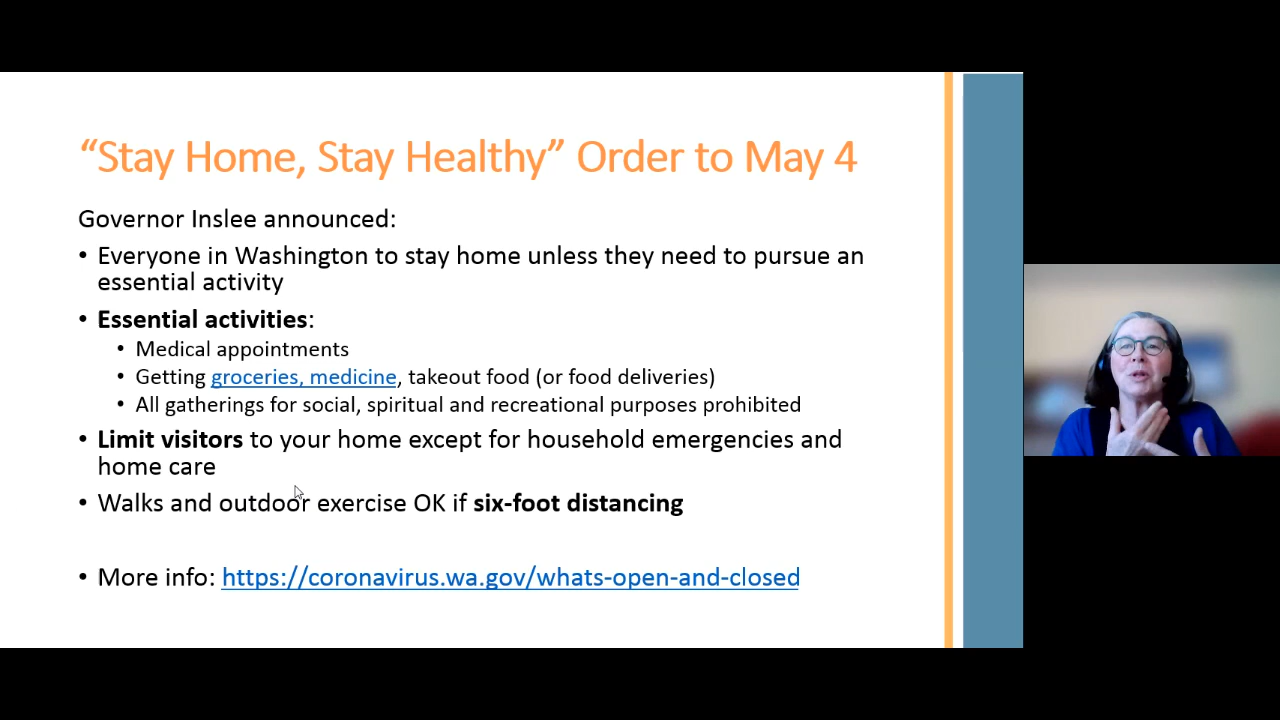 “Stay Home, Stay Healthy” Order to May 4
Governor Inslee announced:
• Everyone in Washington to stay home unless they need to pursue an
essential activity
• Essential activities:
• Medical appointments
• Getting groceries, medicine, takeout food (or food deliveries)
• All gatherings for social, spiritual and recreational purposes prohibited
• Limit visitors to your home except for household emergencies and
home care
• Walks and outdoor exercise OK if six-foot distancing
• More info: https://coronavirus.wa.gov/whats-open-and-closed